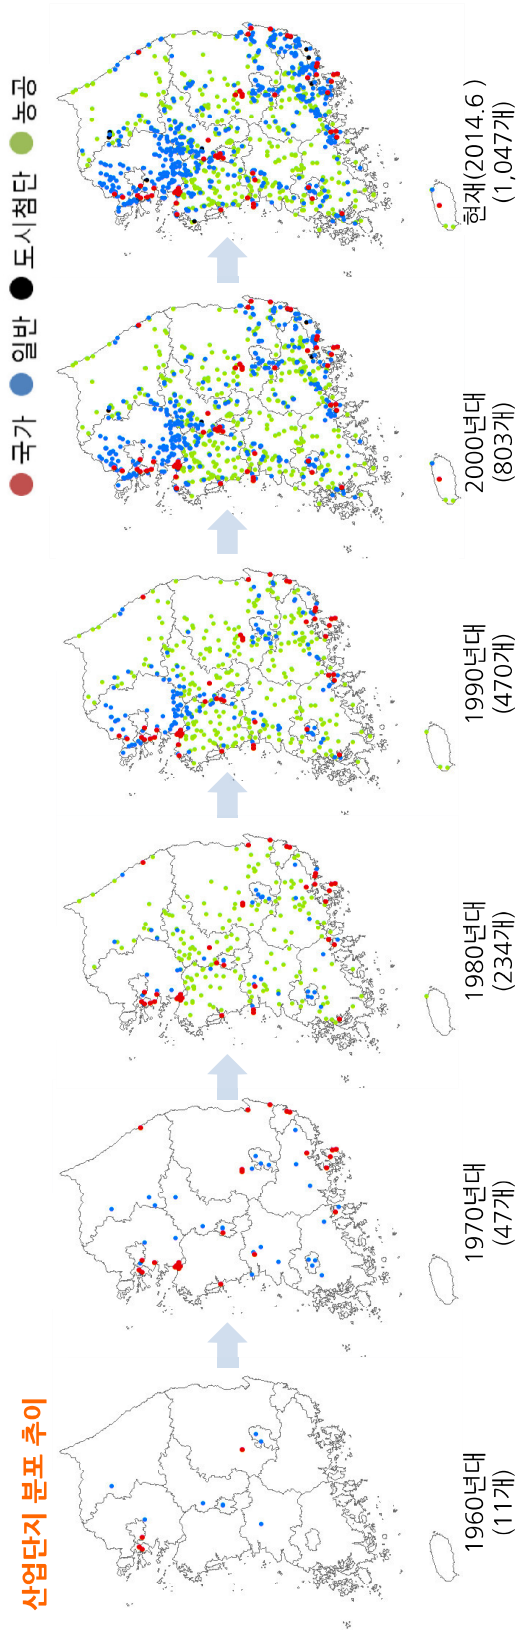 산업단지 분포 추이
국가 일반 도시첨단 농공
1960년대
(11개)
1970년대
(47개)
1980년대
(234개)
1990년대
(470개)
2000년대
(803개)
현재(2014.6 )
(1,047개)